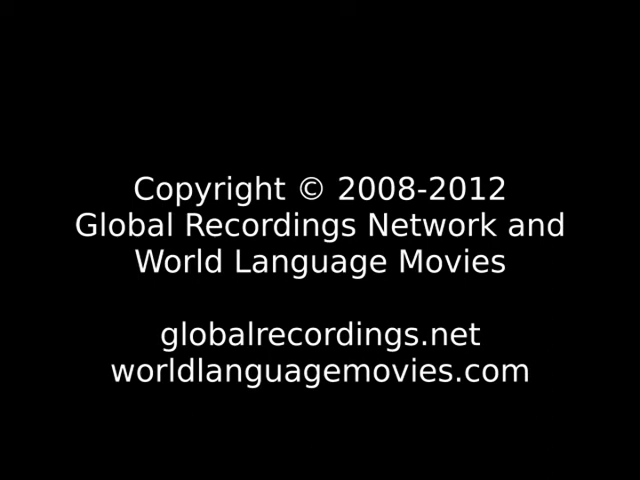 Copyright © 2008-2012
Global Recordings Network and
World Language Movies
globalrecordings.net
worldlanguagemovies.com